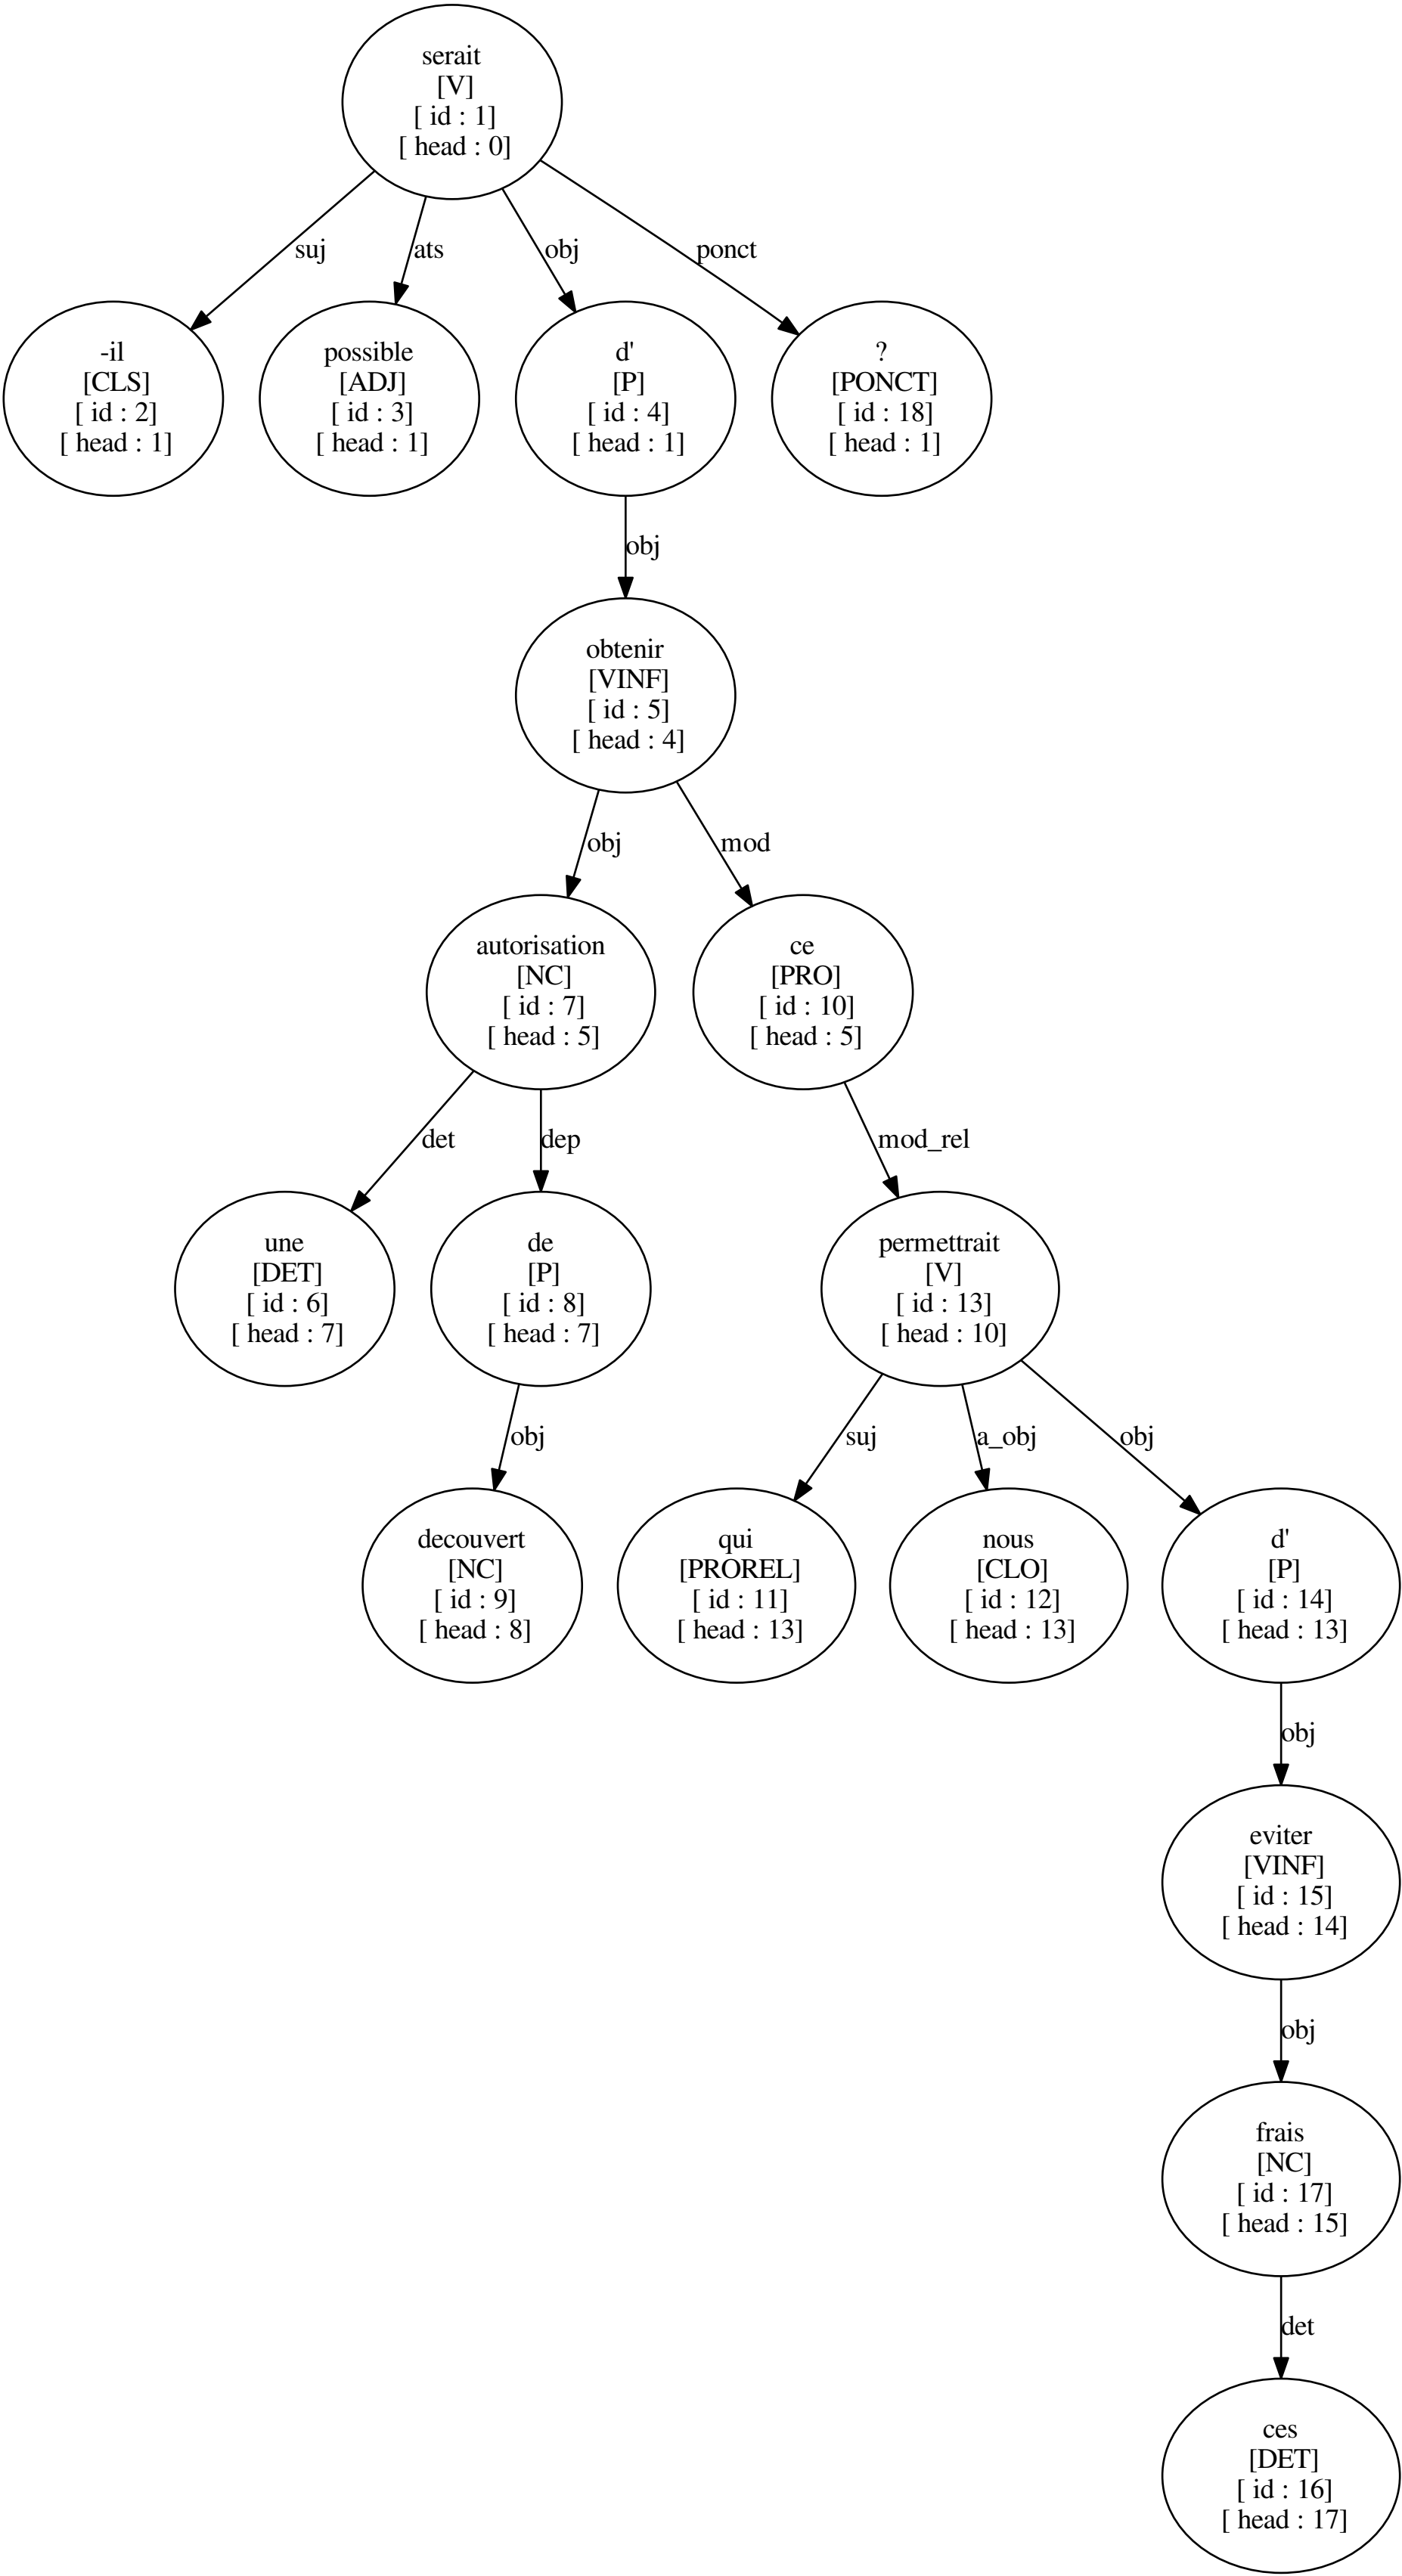 serait
[V]
[ id : 1]
[ head : 0]
suj
ats
obj
ponct
-il
[CLS]
[ id : 2]
[ head : 1]
possible
[ADJ]
[ id : 3]
[ head : 1]
d'
[P]
[ id : 4]
[ head : 1]
?
[PONCT]
[ id : 18]
[ head : 1]
obj
obtenir
[VINF]
[ id : 5]
[ head : 4]
obj
mod
autorisation
[NC]
[ id : 7]
[ head : 5]
ce
[PRO]
[ id : 10]
[ head : 5]
det
dep
mod_rel
une
[DET]
[ id : 6]
[ head : 7]
de
[P]
[ id : 8]
[ head : 7]
permettrait
[V]
[ id : 13]
[ head : 10]
obj
suj
a_obj
obj
decouvert
[NC]
[ id : 9]
[ head : 8]
qui
[PROREL]
[ id : 11]
[ head : 13]
nous
[CLO]
[ id : 12]
[ head : 13]
d'
[P]
[ id : 14]
[ head : 13]
obj
eviter
[VINF]
[ id : 15]
[ head : 14]
obj
frais
[NC]
[ id : 17]
[ head : 15]
det
ces
[DET]
[ id : 16]
[ head : 17]